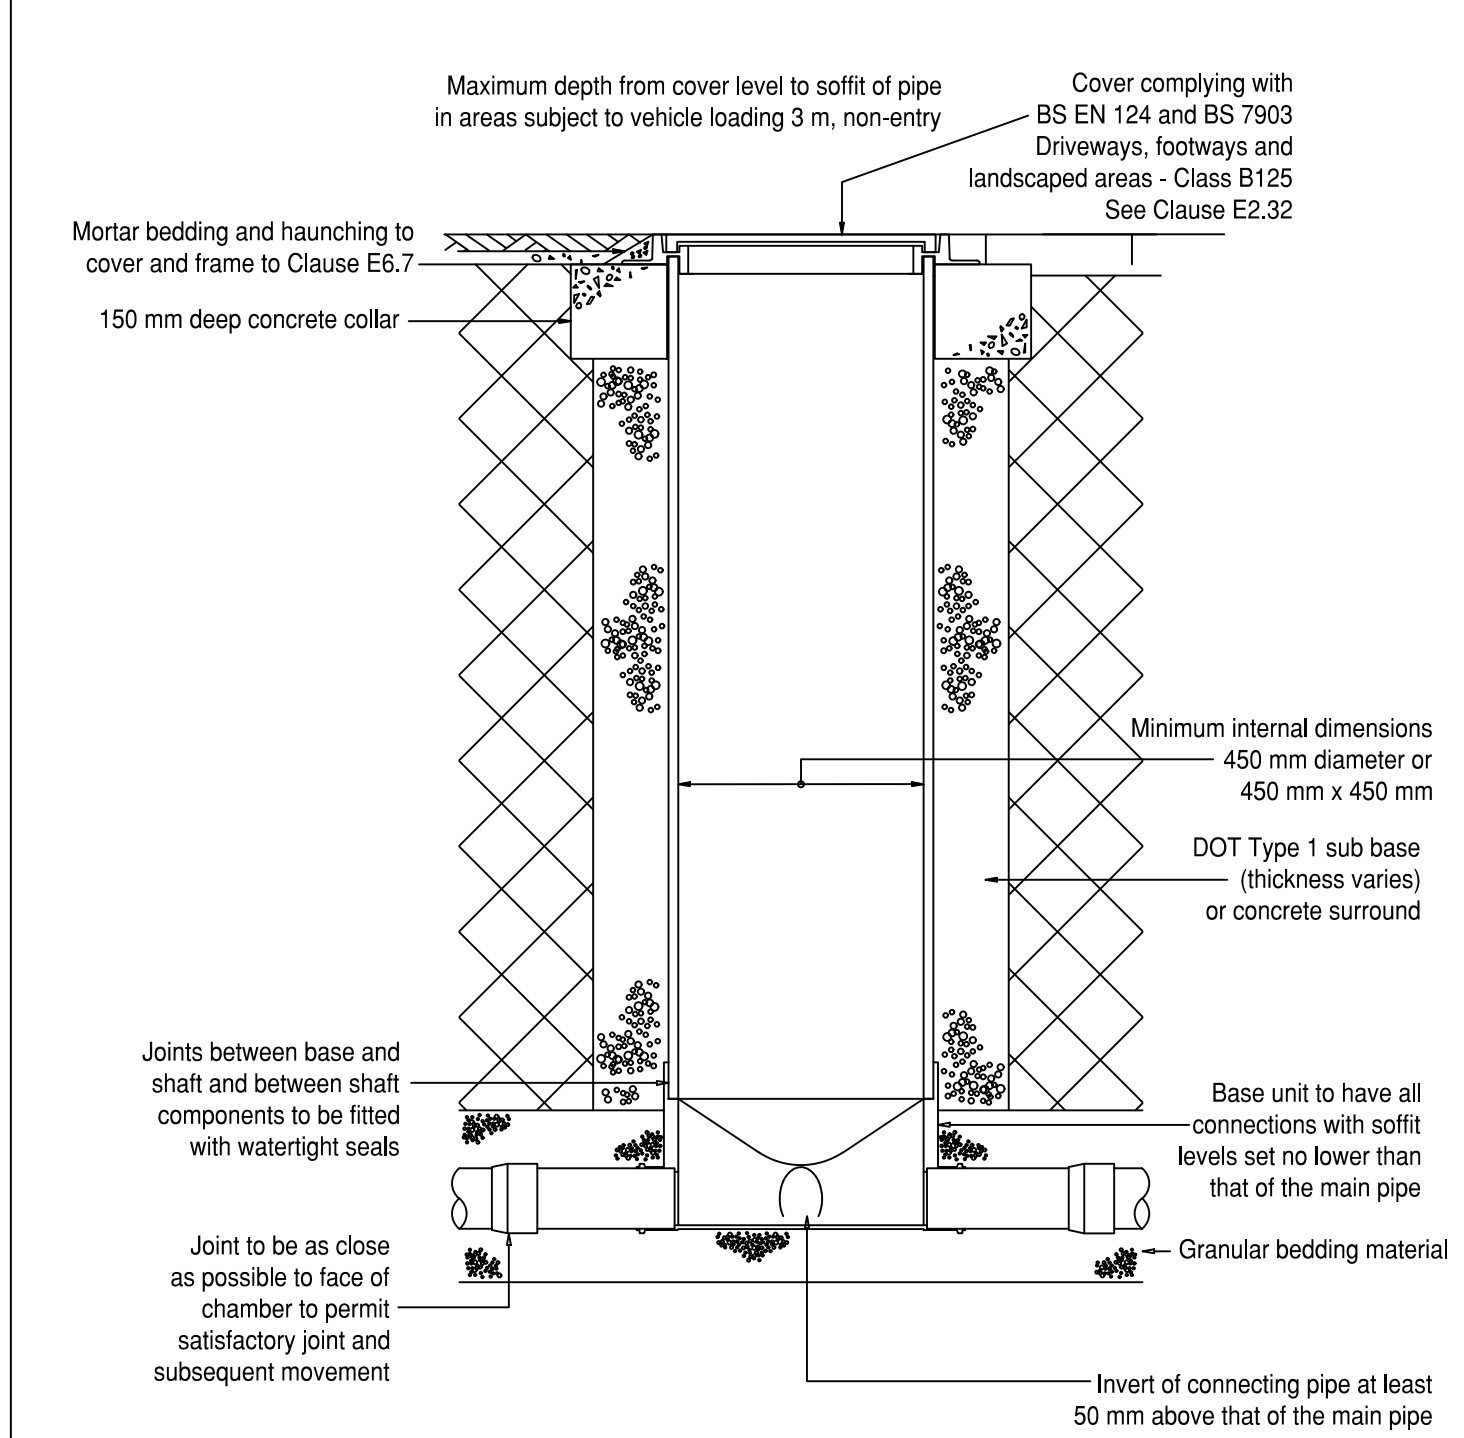 Maximum depth from cover level to soffit of pipe
in areas subject to vehicle loading 3 m, non-entry
Cover complying with
BS EN 124 and BS 7903
Driveways, footways and
landscaped areas - Class B125
See Clause E2.32
Mortar bedding and haunching to
cover and frame to Clause E6.7
150 mm deep concrete collar
Minimum internal dimensions
450 mm diameter or
450 mm x 450 mm
DOT Type 1 sub base
(thickness varies)
or concrete surround
Joints between base and
shaft and between shaft
components to be fitted
with watertight seals
Base unit to have all
connections with soffit
levels set no lower than
that of the main pipe
Joint to be as close
as possible to face of
chamber to permit
satisfactory joint and
subsequent movement
Granular bedding material
Invert of connecting pipe at least
50 mm above that of the main pipe